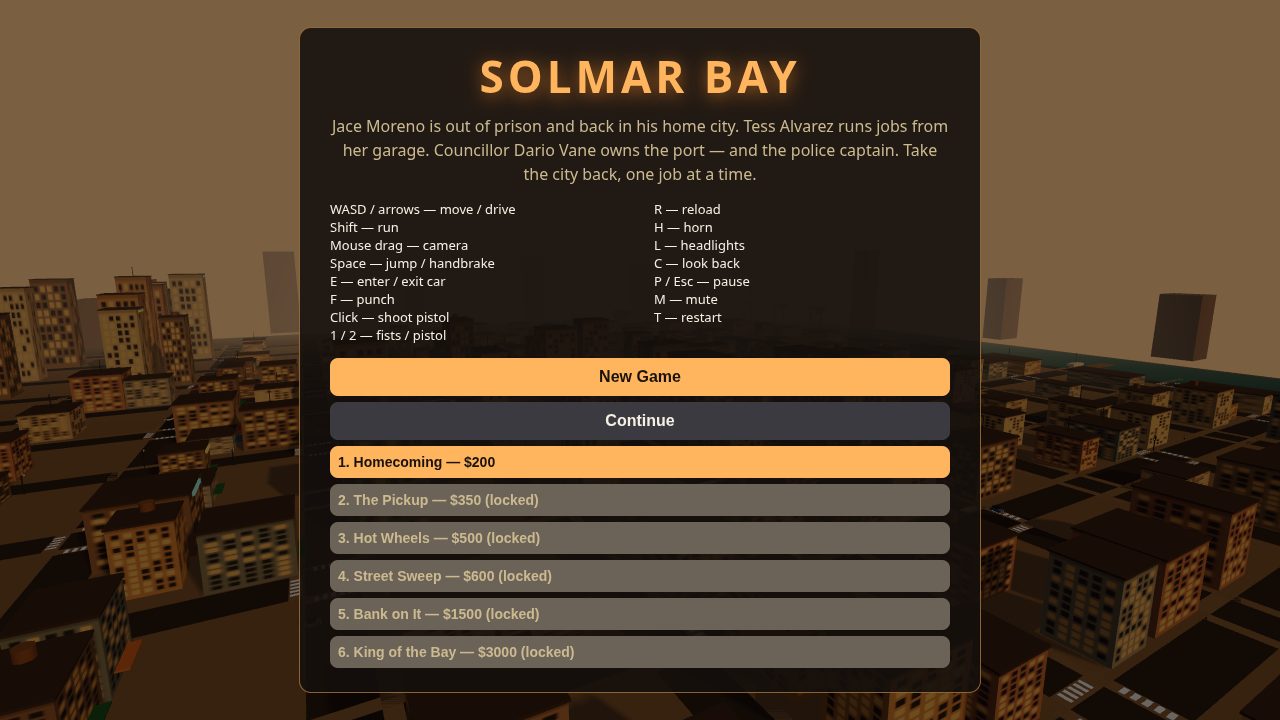 SOLMAR BAY
Jace Moreno is out of prison and back in his home city. Tess Alvarez runs jobs from
her garage. Councillor Dario Vane owns the port — and the police captain. Take
the city back, one job at a time.
WASD / arrows — move / drive
Shift — run
Mouse drag — camera
Space — jump / handbrake
E — enter / exit car
F — punch
Click — shoot pistol
1 / 2 — fists / pistol
R — reload
H — horn
L — headlights
C — look back
P / Esc — pause
M — mute
T — restart
New Game
Continue
1. Homecoming — $200
2. The Pickup — $350 (locked)
3. Hot Wheels — $500 (locked)
4. Street Sweep — $600 (locked)
5. Bank on It — $1500 (locked)
6. King of the Bay — $3000 (locked)